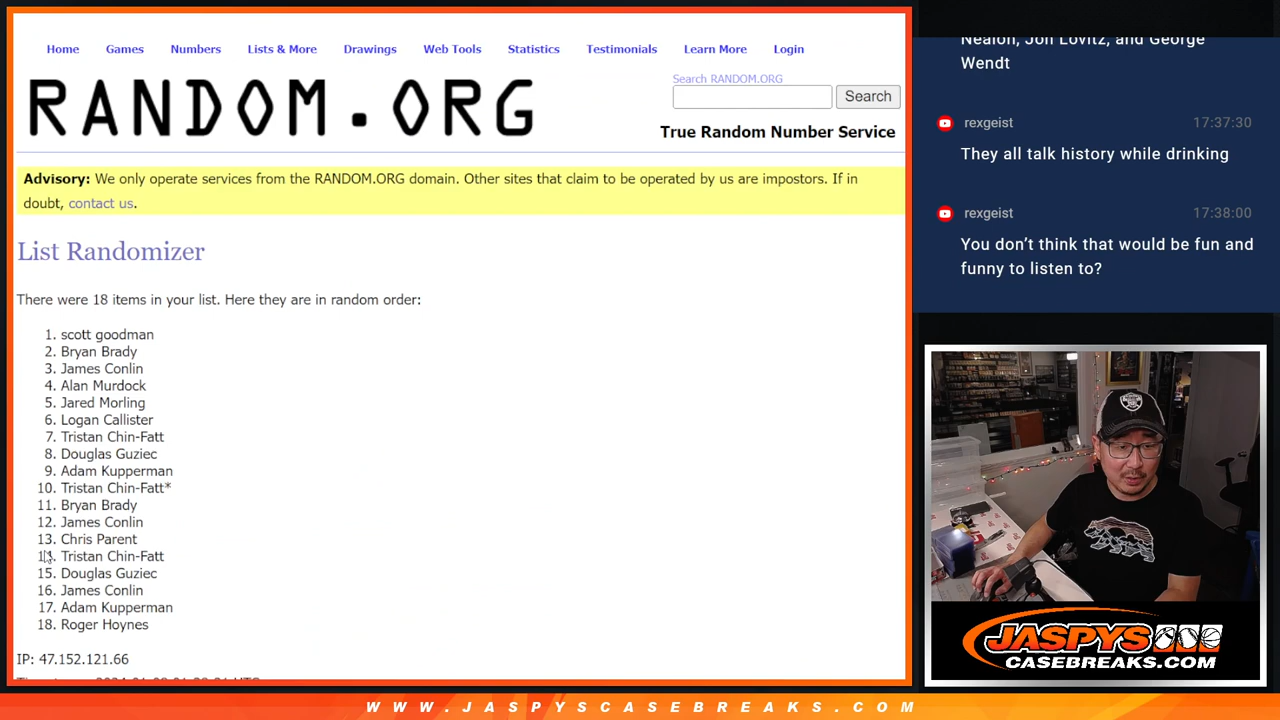 Home Games Numbers Lists & More Drawings Web Tools Statistics Testimonials Learn More Login
RANDOM.ORG
Search RANDOM.ORG
Search
True Random Number Service
Advisory: We only operate services from the RANDOM.ORG domain. Other sites that claim to be operated by us are impostors. If in
doubt, contact us.
List Randomizer
There were 18 items in your list. Here they are in random order:
1. scott goodman
2. Bryan Brady
3. James Conlin
4. Alan Murdock
5. Jared Morling
6. Logan Callister
7. Tristan Chin-Fatt
8. Douglas Guziec
9. Adam Kupperman
10. Tristan Chin-Fatt*
11. Bryan Brady
12. James Conlin
13. Chris Parent
14. Tristan Chin-Fatt
15. Douglas Guziec
16. James Conlin
17. Adam Kupperman
18. Roger Hoynes
IP: 47.152.121.66
Nealon, Jon Lovitz, and George
Wendt
rexgeist 17:37:30
They all talk history while drinking
rexgeist 17:38:00
You don’t think that would be fun and
funny to listen to?
JASPYS
CASEBREAKS.COM
WWW.JASPYSCASEBREAKS.COM